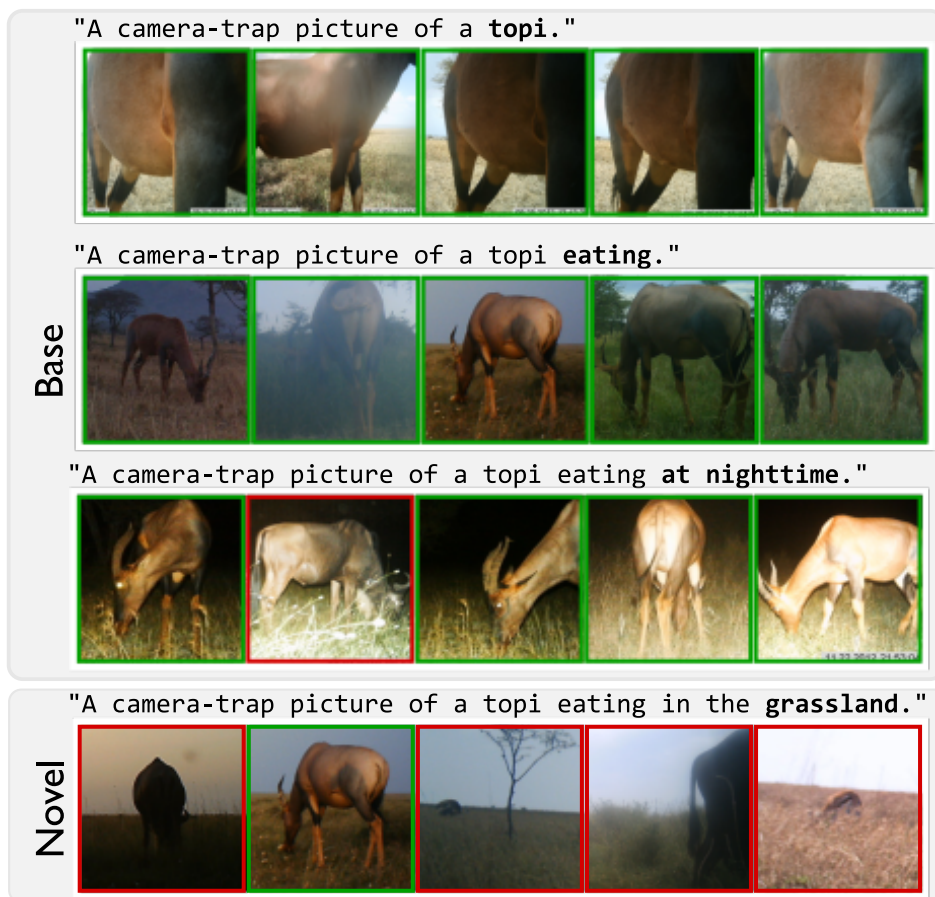 "A camera-trap picture of a topi."
"A camera-trap picture of a topi eating."
Base
"A camera-trap picture of a topi eating at nighttime."
"A camera-trap picture of a topi eating in the grassland."
Novel